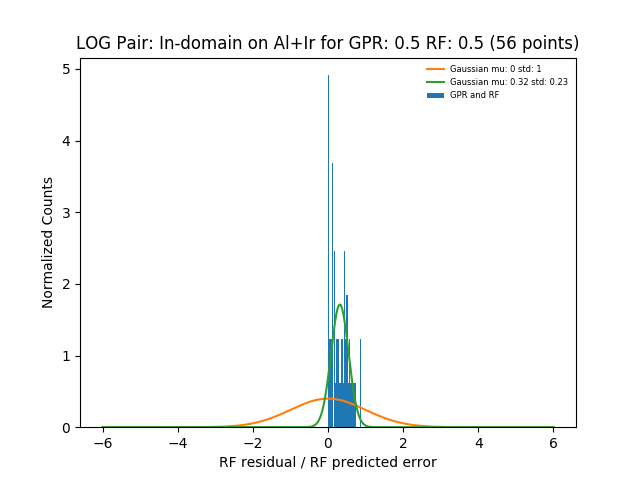 LOG Pair: In-domain on Al+Ir for GPR: 0.5 RF: 0.5 (56 points)
Gaussian mu: 0 std: 1
Gaussian mu: 0.32 std: 0.23
GPR and RF
Normalized Counts
5
4
3
2
1
0
−6 −4 −2 0 2 4 6
RF residual / RF predicted error